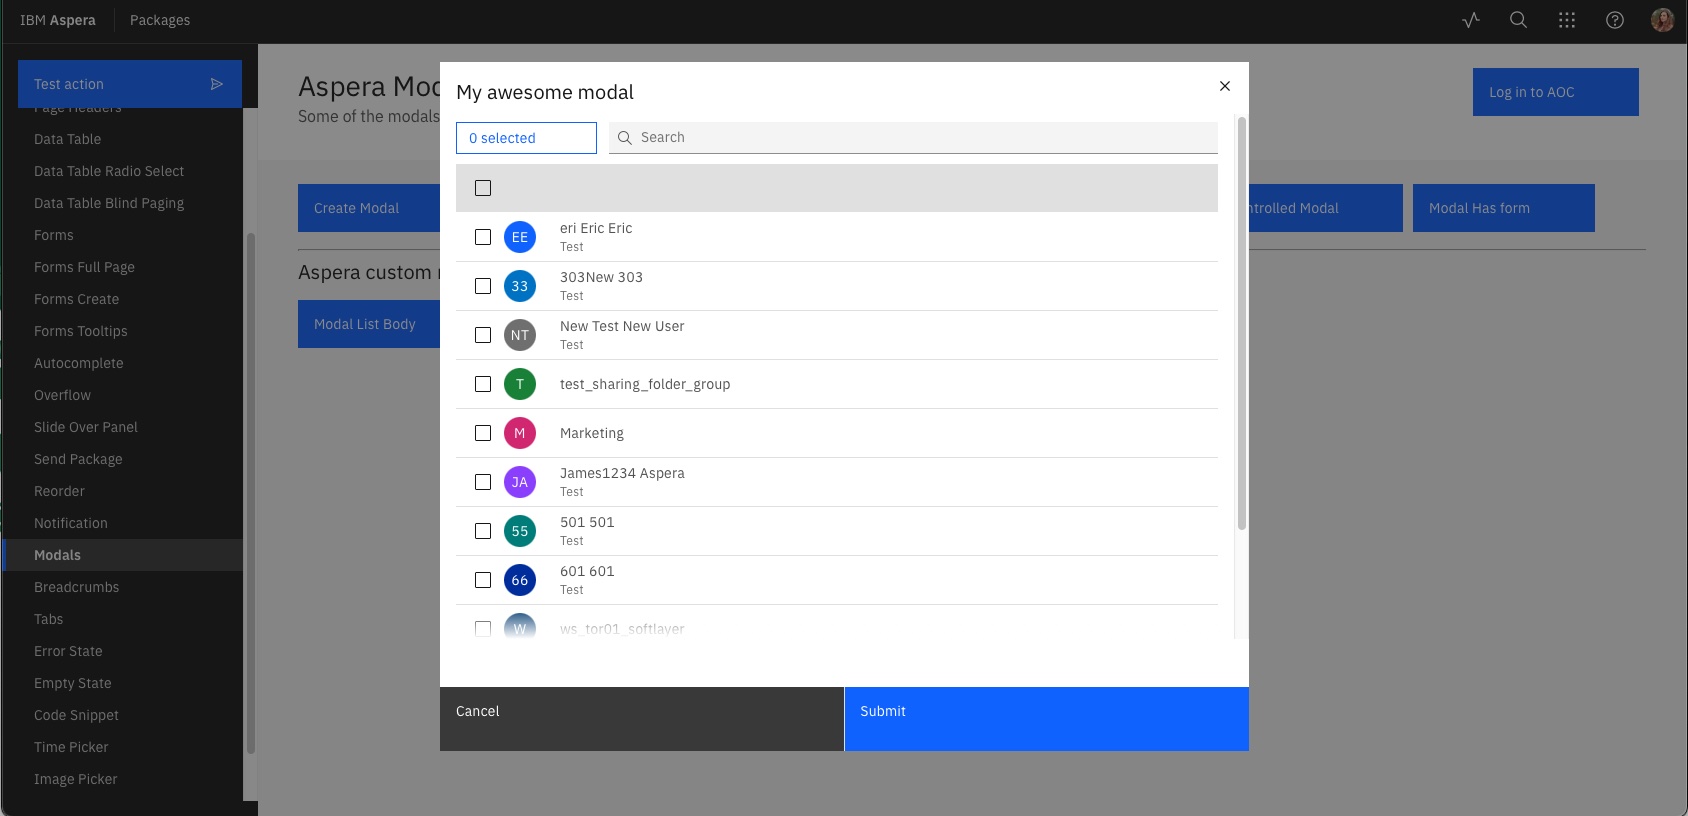 IBM Aspera
Packages
Test action
Page Headers
Data Table
Data Table Radio Select
Data Table Blind Paging
Forms
Forms Full Page
Forms Create
Forms Tooltips
Autocomplete
Overflow
Slide Over Panel
Send Package
Reorder
Notification
Modals
Breadcrumbs
Tabs
Error State
Empty State
Code Snippet
Time Picker
Image Picker
Aspera
Some of the modals
Log in to AOC
Create Modal
Modal Has form
Modal
Aspera custom
Modal List Body
My awesome modal
0 selected
Search
EE
eri Eric Eric
Test
33
303New 303
Test
NT
New Test New User
Test
T
test_sharing_folder_group
M
Marketing
JA
James1234 Aspera
Test
55
501 501
Test
66
601 601
Test
W
ws_tor01_softlayer
Cancel
Submit